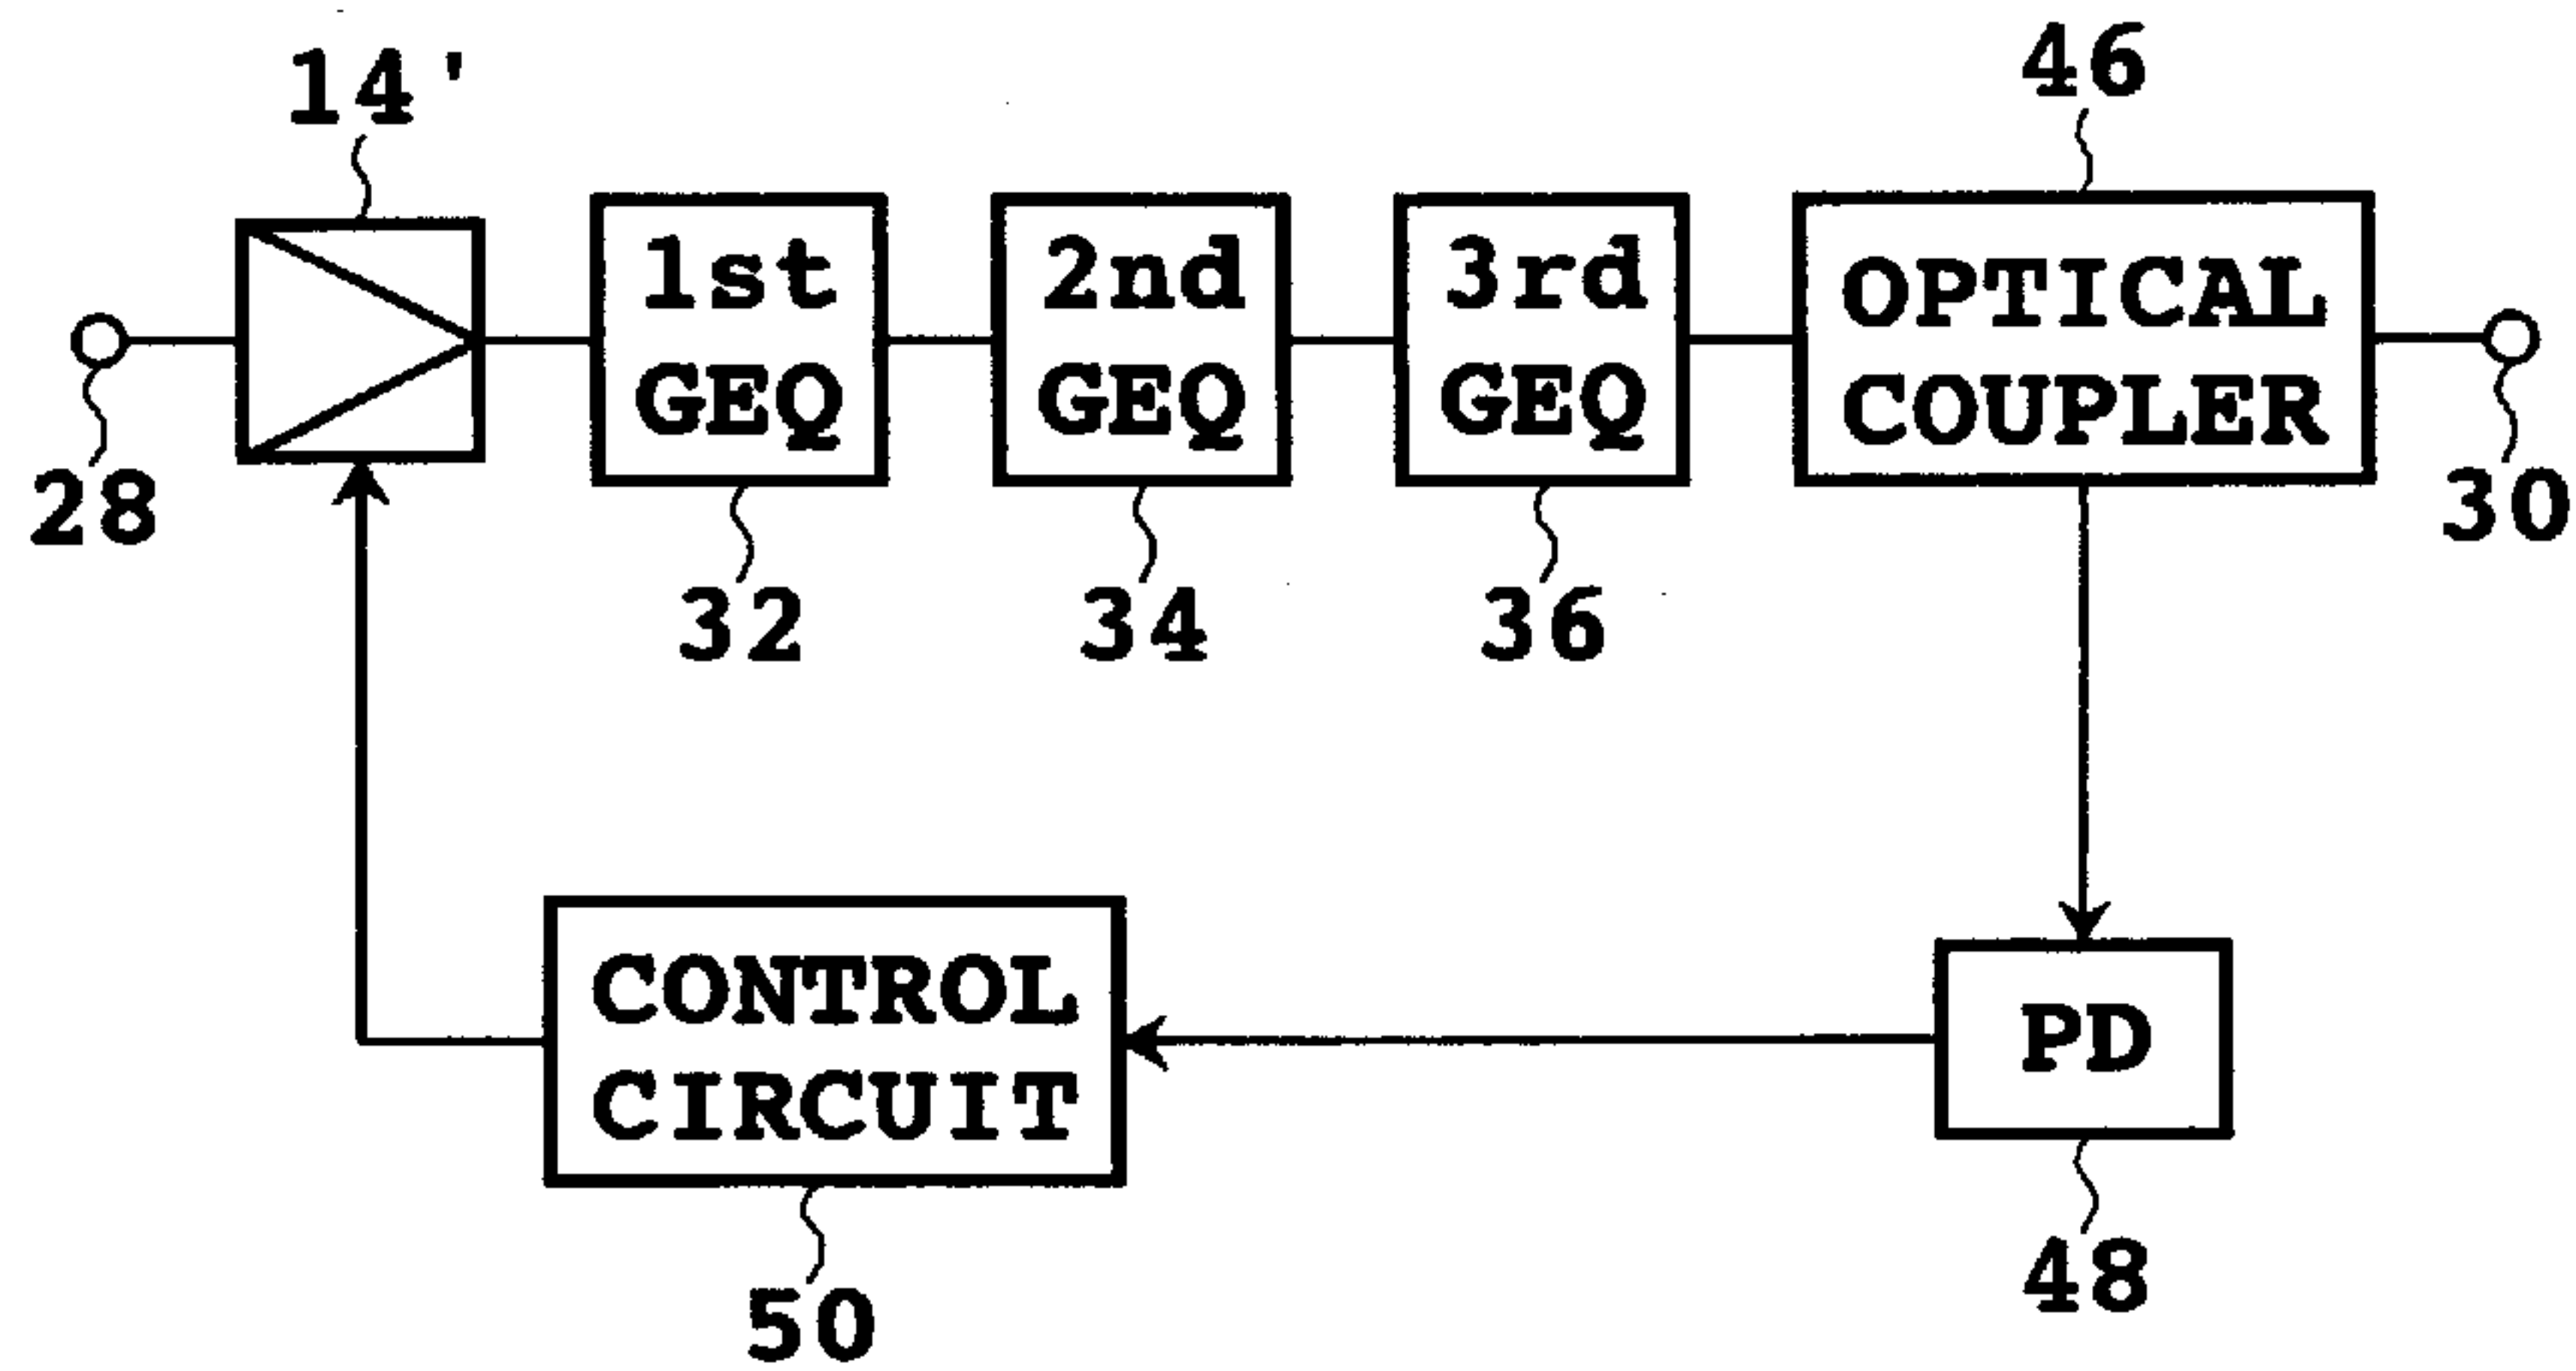 14'
46
1st
GEQ
2nd
GEQ
3rd
GEQ
OPTICAL
COUPLER
28
30
32
34
36
CONTROL
CIRCUIT
PD
50
48